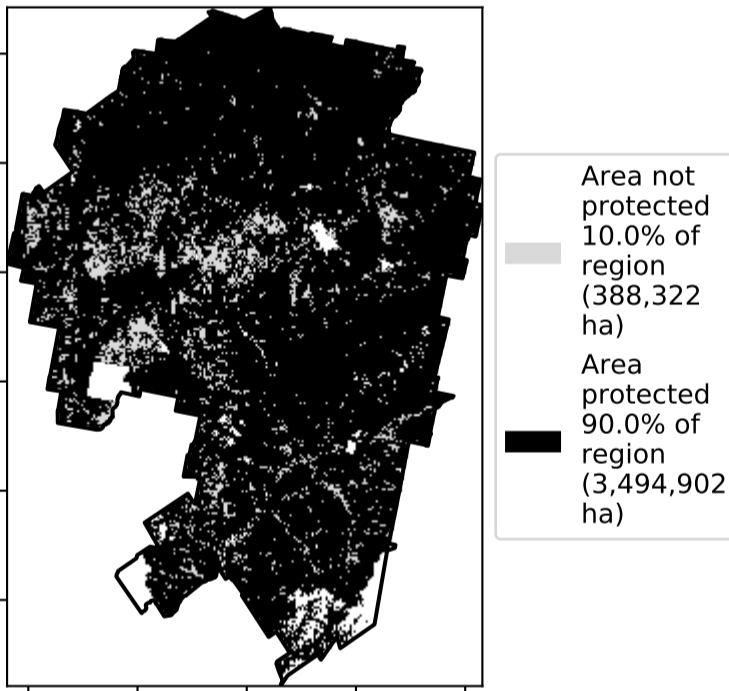 Area not
protected
10.0% of
region
(388,322
ha)
Area
protected
90.0% of
region
(3,494,902
ha)